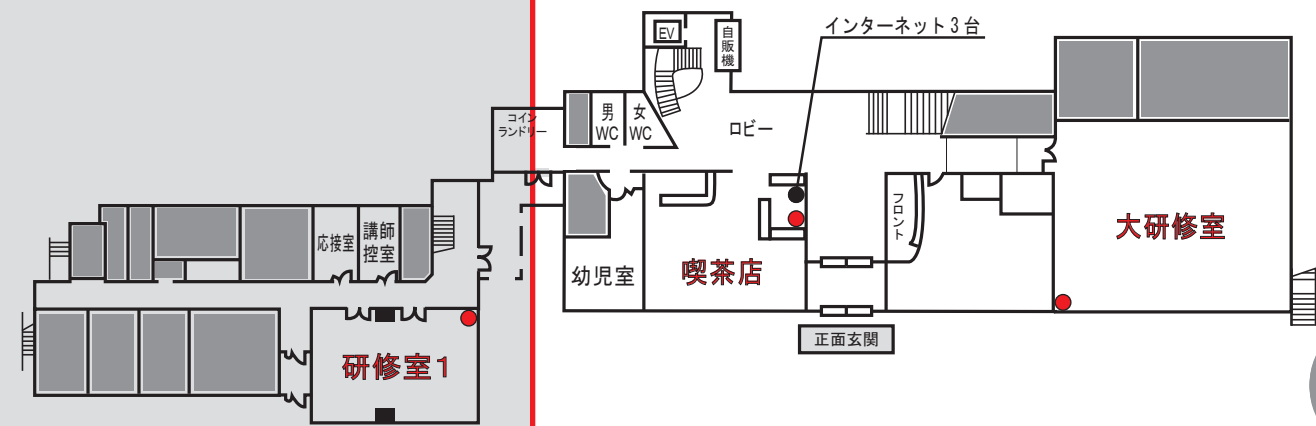 EV
自販機
インターネット3台
コイン
ランドリー
男
WC
女
WC
ロビー
フロント
大研修室
応接室
講師
控室
幼児室
喫茶店
正面玄関
研修室1